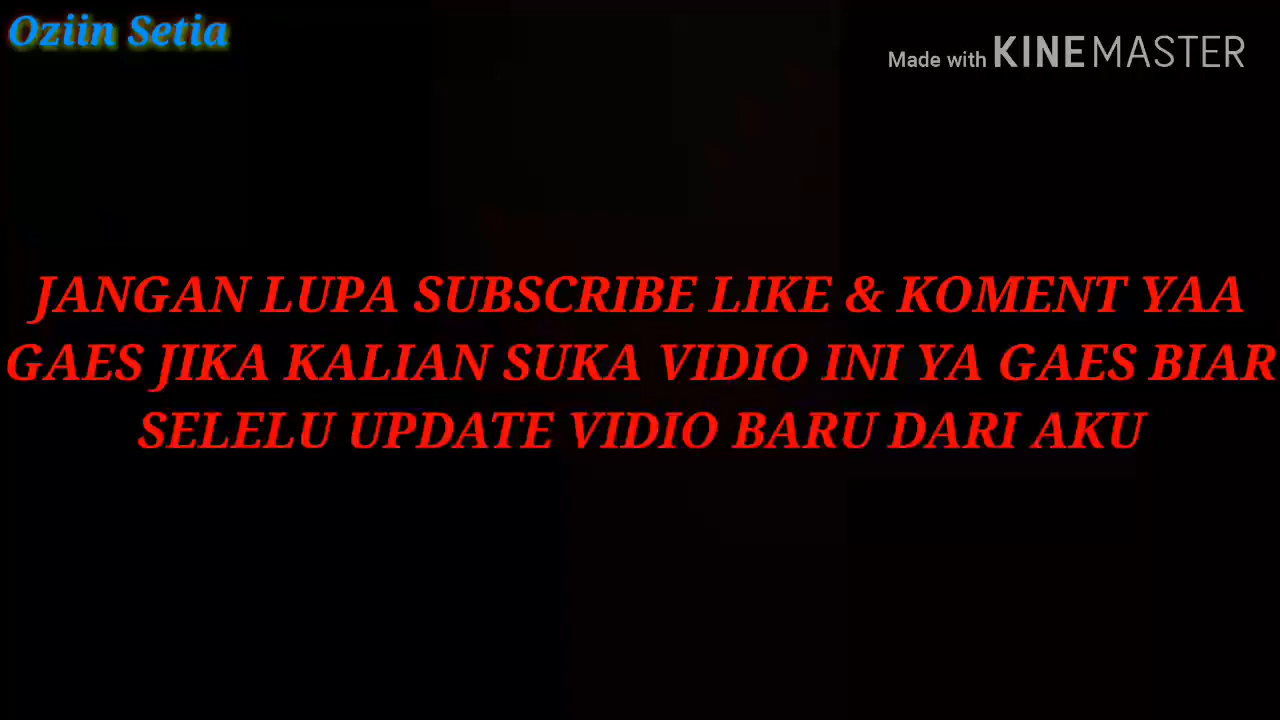 Oziin Setia
Made with KINEMASTER
JANGAN LUPA SUBSCRIBE LIKE & KOMENT YAA
GAES JIKA KALIAN SUKA VIDIO INI YA GAES BIAR
SELELU UPDATE VIDIO BARU DARI AKU